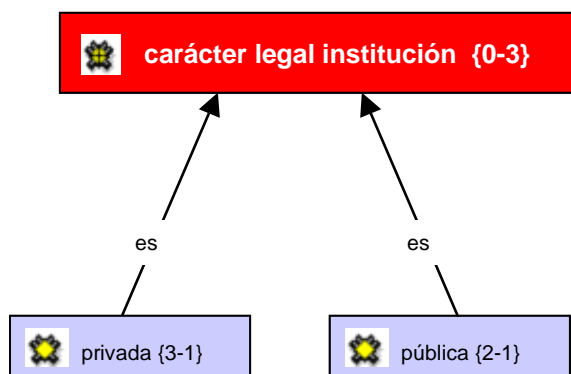 carácter legal institución {0-3}
es es
privada {3-1} pública {2-1}